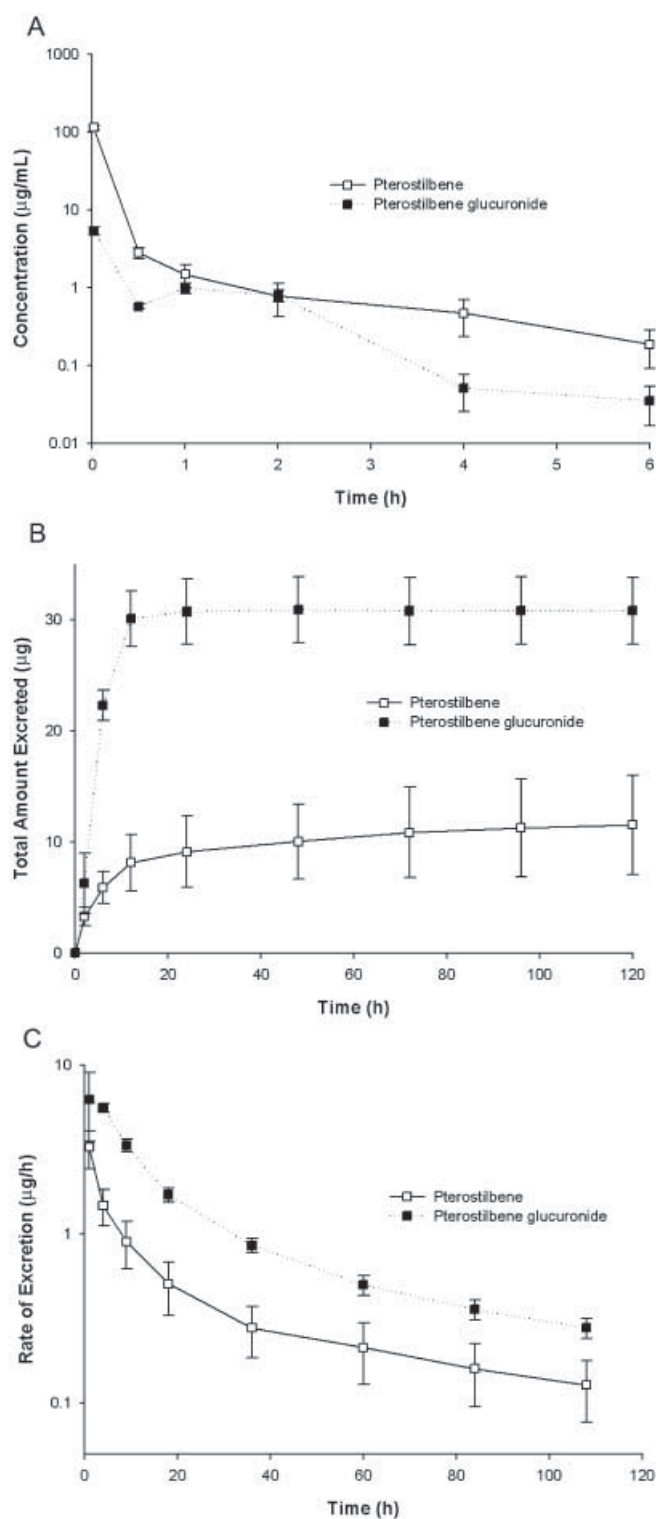 A
1000
100
10
1
0.1
0.01
Concentration (µg/mL)
Pterostilbene
Pterostilbene glucuronide
0 1 2 3 4 5 6
Time (h)
B
30
20
10
0
Total Amount Excreted (µg)
Pterostilbene
Pterostilbene glucuronide
0 20 40 60 80 100 120
Time (h)
C
10
1
0.1
Rate of Excretion (µg/h)
Pterostilbene
Pterostilbene glucuronide
0 20 40 60 80 100 120
Time (h)